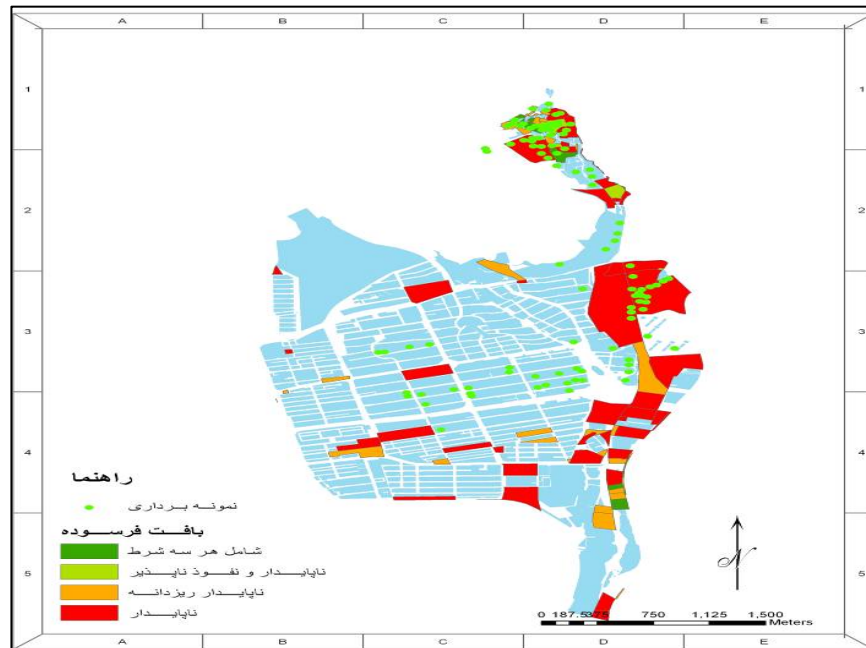 A B C D E
1 1
2 2
3 3
4 4
5 5
راهنما
نمونه برداری
بافت فرسوده
شامل هر سه شرط
ناپایدار و نفوذ ناپذیر
ناپایدار ریزدانه
ناپایدار
N
0 187.5375 750 1,125 1,500
Meters
A B C D E